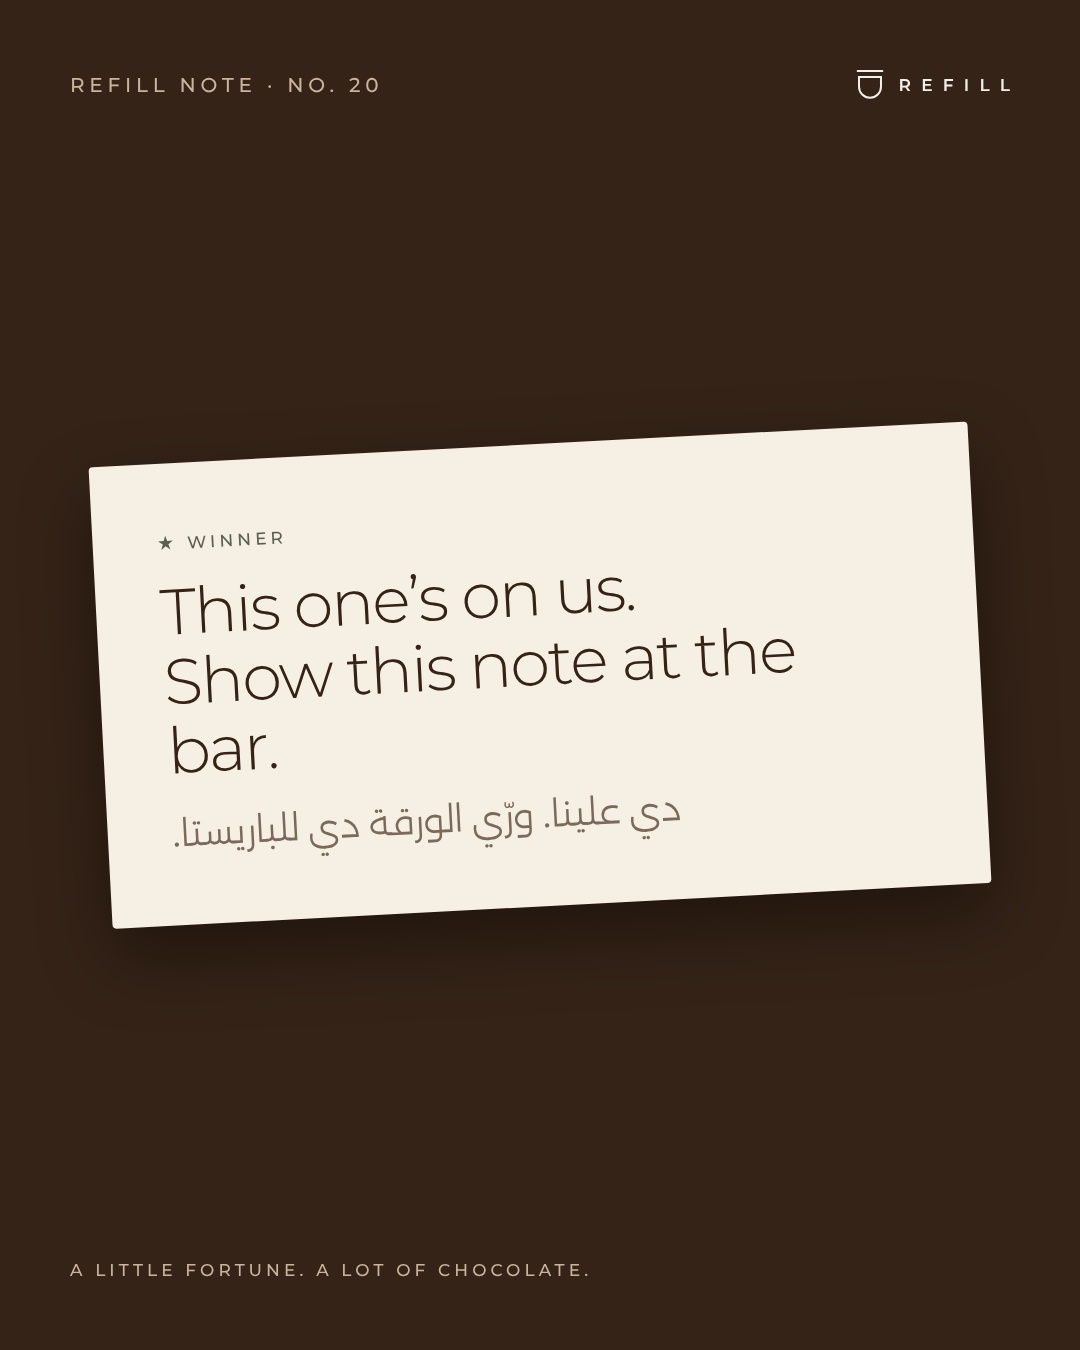 REFILL NOTE · NO. 20
REFILL
★ WINNER
This one’s on us.
Show this note at the
bar.
دي علينا. ورّي الورقة دي للباريستا.
A LITTLE FORTUNE. A LOT OF CHOCOLATE.